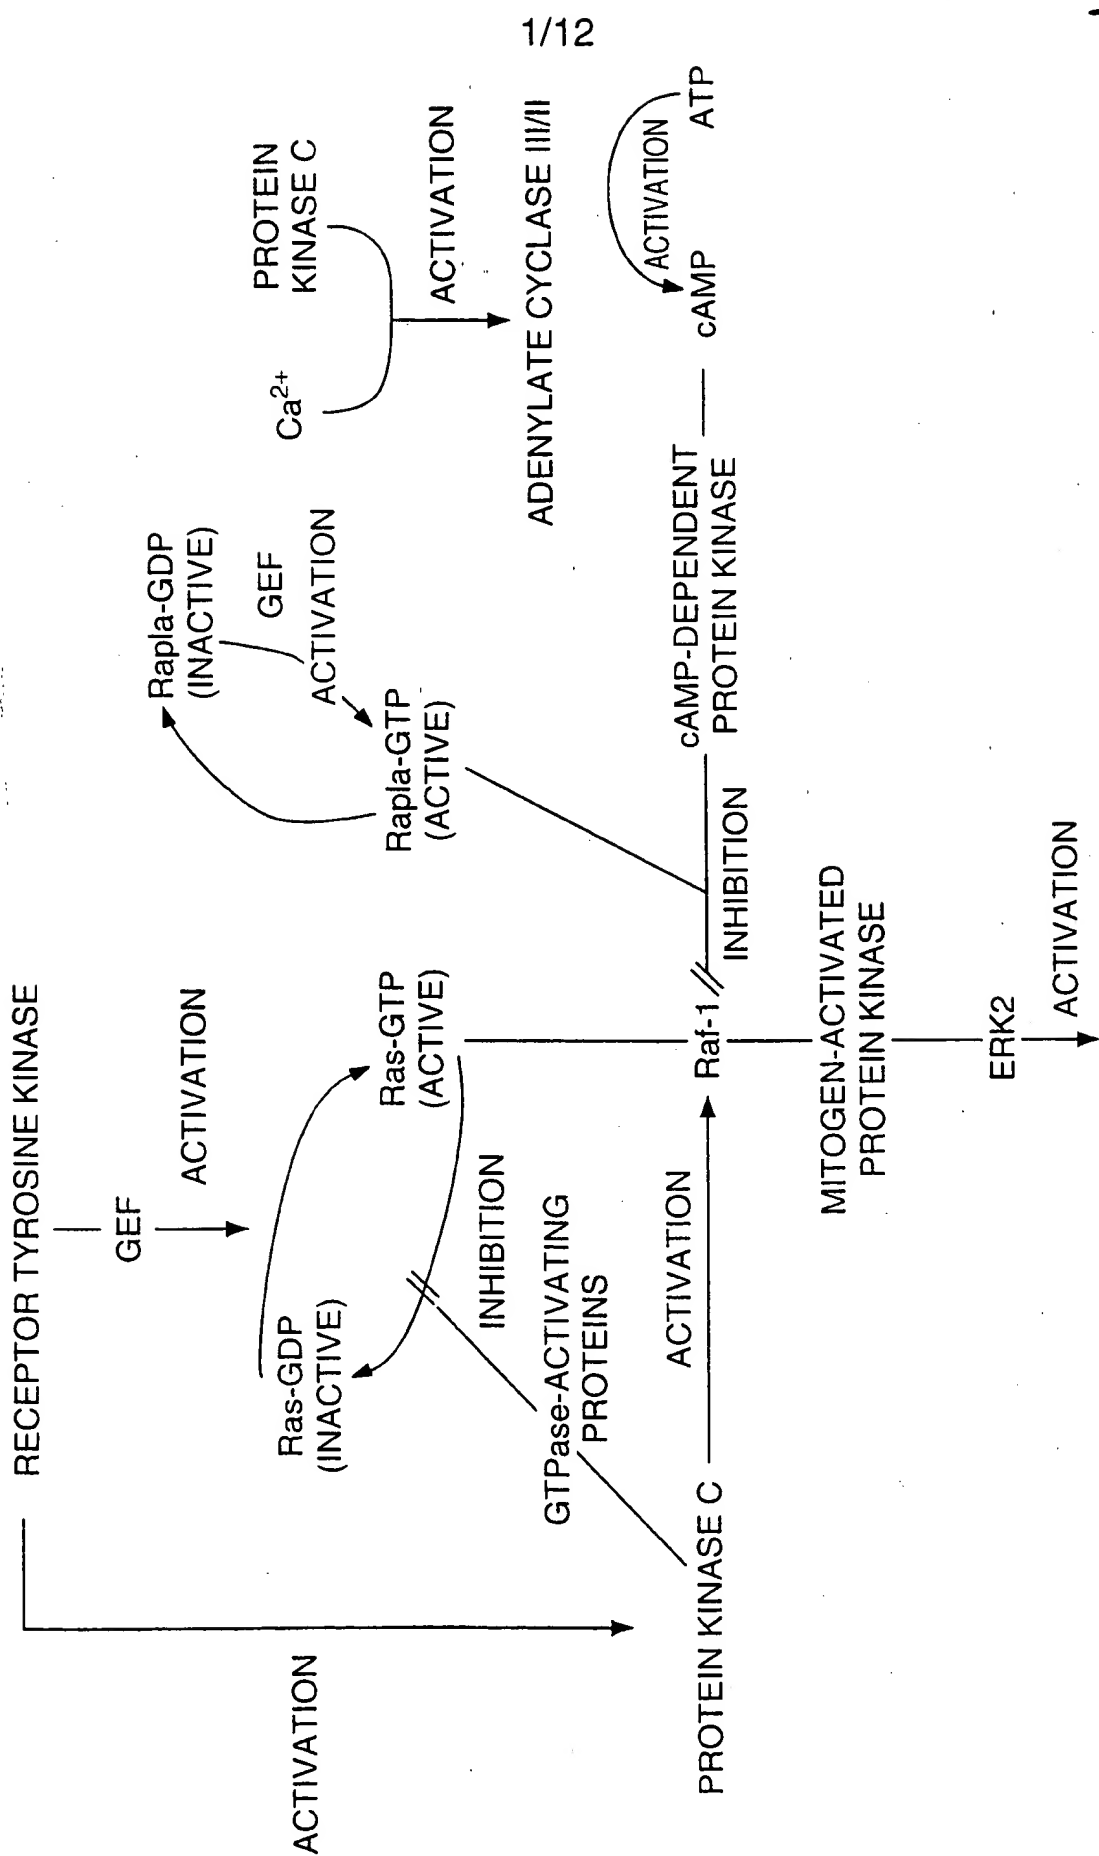 1/12
RECEPTOR TYROSINE KINASE
GEF
ACTIVATION
ACTIVATION
Ras-GDP
(INACTIVE)
Ras-GTP
(ACTIVE)
INHIBITION
GTPase-ACTIVATING
PROTEINS
PROTEIN KINASE C
ACTIVATION
Raf-1
INHIBITION
Rapla-GDP
(INACTIVE)
GEF
ACTIVATION
Rapla-GTP
(ACTIVE)
Ca2+
PROTEIN
KINASE C
ACTIVATION
ADENYLATE CYCLASE III/II
ACTIVATION
cAMP
ATP
cAMP-DEPENDENT
PROTEIN KINASE
MITOGEN-ACTIVATED
PROTEIN KINASE
ERK2
ACTIVATION